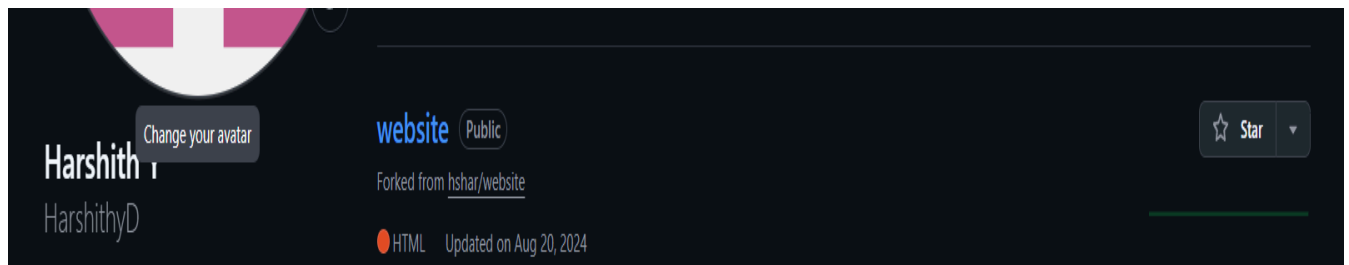 Change your avatar
Harshith Y
HarshithyD
website Public
Star
Forked from hshar/website
HTML Updated on Aug 20, 2024